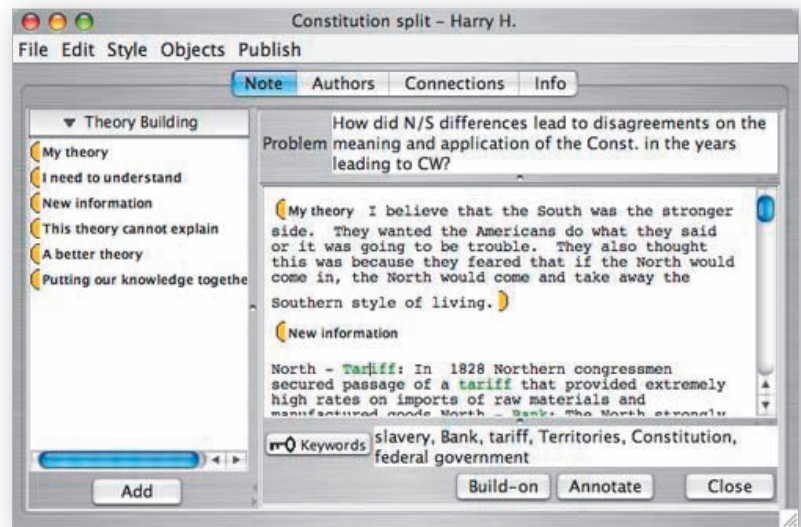 Constitution split – Harry H.
File Edit Style Objects Publish
Note Authors Connections Info
▼ Theory Building
My theory
I need to understand
New information
This theory cannot explain
A better theory
Putting our knowledge togethe
Add
Problem
How did N/S differences lead to disagreements on the
meaning and application of the Const. in the years
leading to CW?
My theory I believe that the South was the stronger
side. They wanted the Americans do what they said
or it was going to be trouble. They also thought
this was because they feared that if the North would
come in, the North would come and take away the
Southern style of living.
New information
North – Tariff: In 1828 Northern congressmen
secured passage of a tariff that provided extremely
high rates on imports of raw materials and
manufactured goods North – Bank: The North strongly
Keywords
slavery, Bank, tariff, Territories, Constitution,
federal government
Build-on Annotate Close